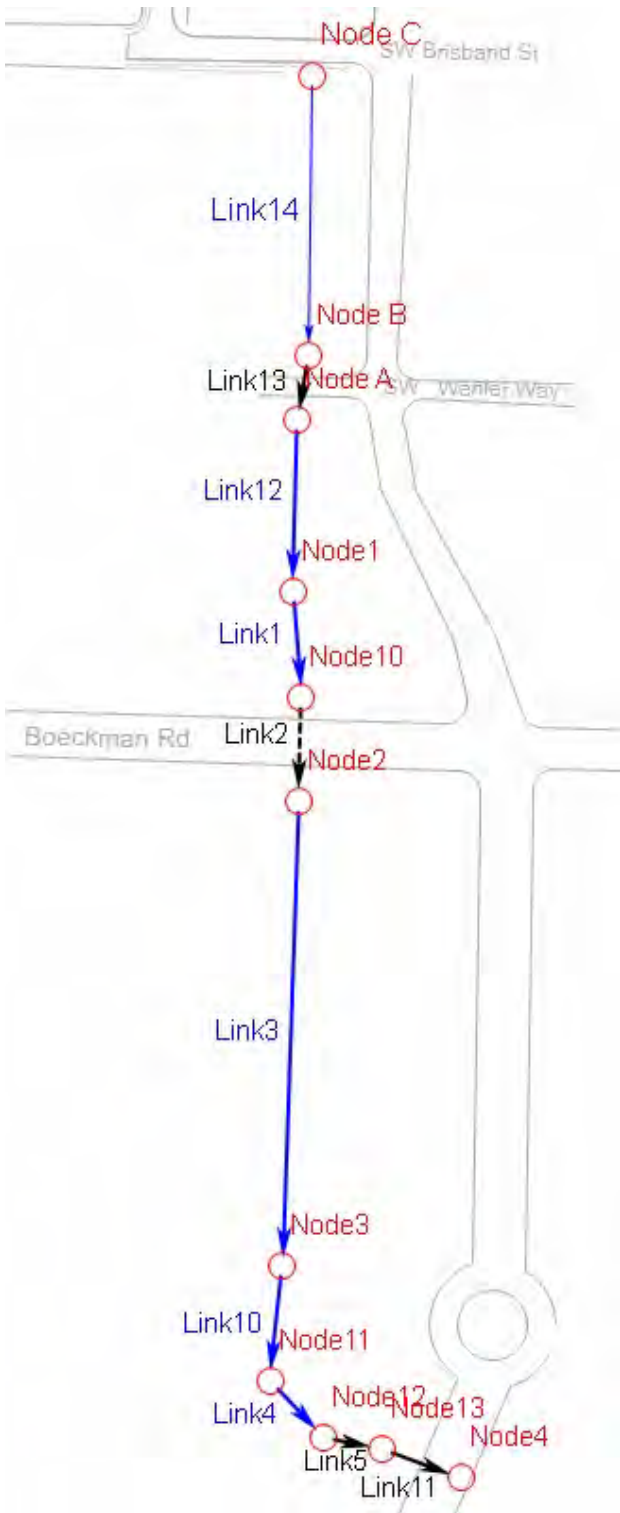 Node C
SW Brisband St
Link14
Node B
Link13
Node A
SW Wehler Way
Link12
Node1
Link1
Node10
Link2
Boeckman Rd
Node2
Link3
Node3
Link10
Node11
Link4
Node12
Node13
Node4
Link5
Link11